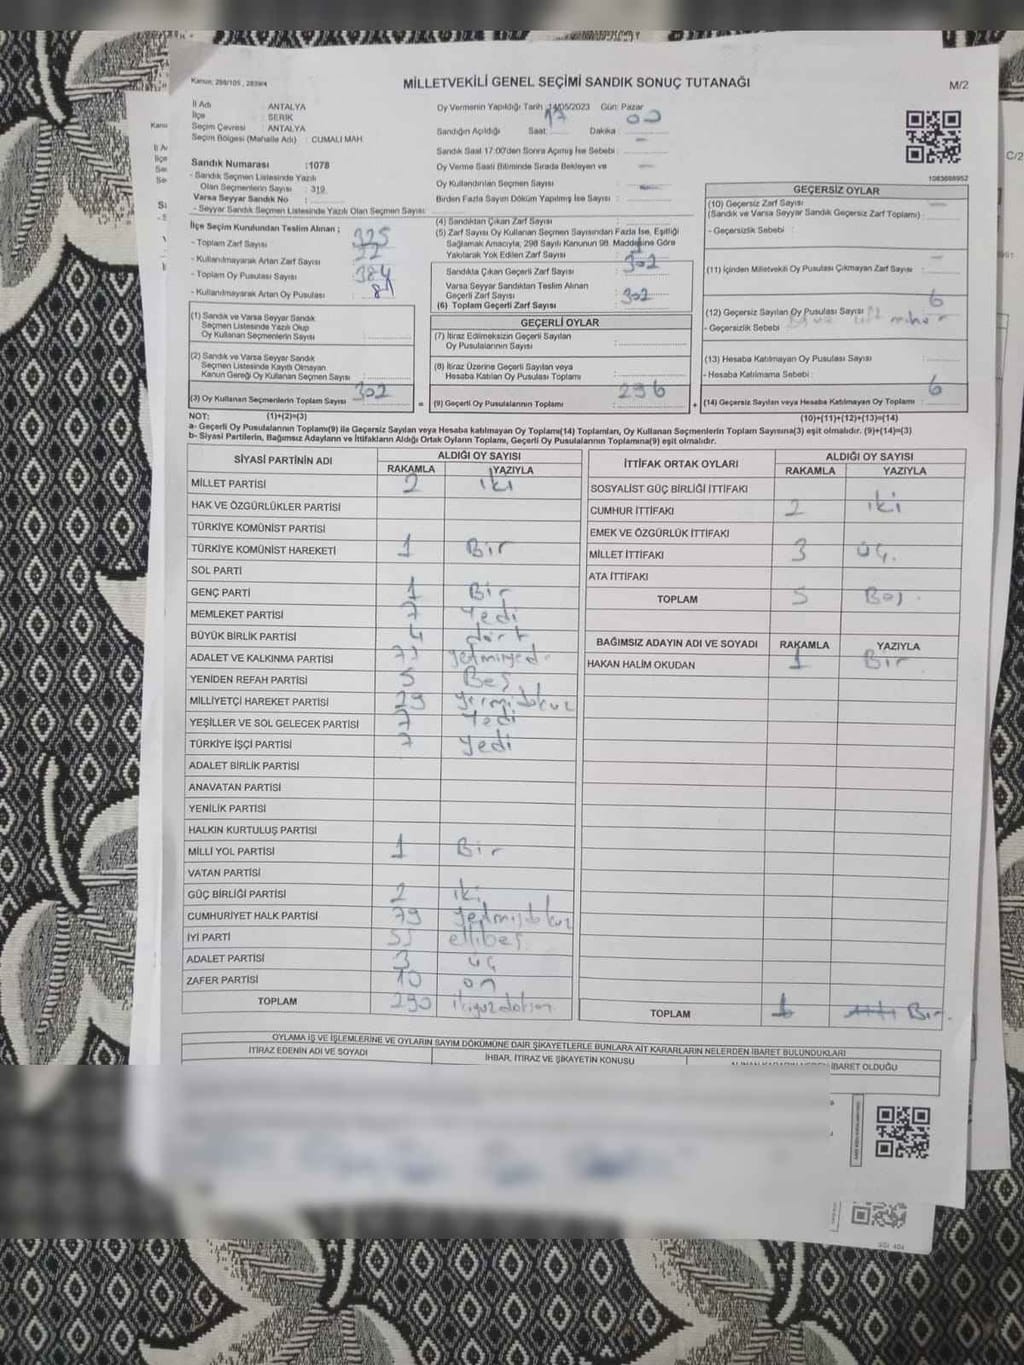 Kanun: 298/105, 2839/4
MİLLETVEKİLİ GENEL SEÇİMİ SANDIK SONUÇ TUTANAĞI
M/2
İl Adı : ANTALYA
İlçe : SERİK
Seçim Çevresi : ANTALYA
Seçim Bölgesi (Mahalle Adı) : CUMALI MAH.
Sandık Numarası :1078
- Sandık Seçmen Listesinde Yazılı
Olan Seçmenlerin Sayısı : 319
Varsa Seyyar Sandık No
- Seyyar Sandık Seçmen Listesinde Yazılı Olan Seçmen Sayısı:
Oy Vermenin Yapıldığı Tarih :14/05/2023 Gün: Pazar
Sandığın Açıldığı Saat: 17 Dakika : 00
Sandık Saat 17:00'den Sonra Açılmış İse Sebebi :
Oy Verme Saati Bitiminde Sırada Bekleyen ve
Oy Kullandırılan Seçmen Sayısı
Birden Fazla Sayım Döküm Yapılmış İse Sayısı :
1083688952
İlçe Seçim Kurulundan Teslim Alınan ;
- Toplam Zarf Sayısı : 325
- Kullanılmayarak Artan Zarf Sayısı : 22
- Toplam Oy Pusulası Sayısı : 384
- Kullanılmayarak Artan Oy Pusulası :
(1) Sandık ve Varsa Seyyar Sandık
Seçmen Listesinde Yazılı Olup
Oy Kullanan Seçmenlerin Sayısı :
(2) Sandık ve Varsa Seyyar Sandık
Seçmen Listesinde Kayıtlı Olmayan
Kanun Gereği Oy Kullanan Seçmen Sayısı :
(3) Oy Kullanan Seçmenlerin Toplam Sayısı : 302
(4) Sandıktan Çıkan Zarf Sayısı
(5) Zarf Sayısı Oy Kullanan Seçmen Sayısından Fazla İse, Eşitliği
Sağlamak Amacıyla, 298 Sayılı Kanunun 98. Maddesine Göre
Yakılarak Yok Edilen Zarf Sayısı
Sandıkta Çıkan Geçerli Zarf Sayısı : 302
Varsa Seyyar Sandıktan Teslim Alınan
Geçerli Zarf Sayısı
(6) Toplam Geçerli Zarf Sayısı : 302
GEÇERLİ OYLAR
(7) İtiraz Edilmeksizin Geçerli Sayılan
Oy Pusulalarının Sayısı
(8) İtiraz Üzerine Geçerli Sayılan veya
Hesaba Katılan Oy Pusulası Toplamı
= (9) Geçerli Oy Pusulalarının Toplamı : 296
GEÇERSİZ OYLAR
(10) Geçersiz Zarf Sayısı
(Sandık ve Varsa Seyyar Sandık Geçersiz Zarf Toplamı) :
- Geçersizlik Sebebi :
(11) İçinden Milletvekili Oy Pusulası Çıkmayan Zarf Sayısı :
(12) Geçersiz Sayılan Oy Pusulası Sayısı : 6
- Geçersizlik Sebebi : mühür
(13) Hesaba Katılmayan Oy Pusulası Sayısı
- Hesaba Katılmama Sebebi :
+ (14) Geçersiz Sayılan veya Hesaba Katılmayan Oy Toplamı : 6
NOT: (1)+(2)=(3) (10)+(11)+(12)+(13)=(14)
a- Geçerli Oy Pusulalarının Toplamı(9) ile Geçersiz Sayılan veya Hesaba katılmayan Oy Toplamı(14) Toplamları, Oy Kullanan Seçmenlerin Toplam Sayısına(3) eşit olmalıdır. (9)+(14)=(3)
b- Siyasi Partilerin, Bağımsız Adayların ve İttifakların Aldığı Ortak Oyların Toplamı, Geçerli Oy Pusulalarının Toplamına(9) eşit olmalıdır.
SİYASİ PARTİNİN ADI ALDIĞI OY SAYISI
RAKAMLA YAZIYLA
MİLLET PARTİSİ 2 iki
HAK VE ÖZGÜRLÜKLER PARTİSİ
TÜRKİYE KOMÜNİST PARTİSİ
TÜRKİYE KOMÜNİST HAREKETİ 1 Bir
SOL PARTİ
GENÇ PARTİ 1 Bir
MEMLEKET PARTİSİ 7 Yedi
BÜYÜK BİRLİK PARTİSİ 4 dört
ADALET VE KALKINMA PARTİSİ 77 yetmişyedi
YENİDEN REFAH PARTİSİ 5 Beş
MİLLİYETÇİ HAREKET PARTİSİ 29 yirmidokuz
YEŞİLLER VE SOL GELECEK PARTİSİ 7 Yedi
TÜRKİYE İŞÇİ PARTİSİ 7 yedi
ADALET BİRLİK PARTİSİ
ANAVATAN PARTİSİ
YENİLİK PARTİSİ
HALKIN KURTULUŞ PARTİSİ
MİLLİ YOL PARTİSİ 1 Bir
VATAN PARTİSİ
GÜÇ BİRLİĞİ PARTİSİ 2 iki
CUMHURİYET HALK PARTİSİ 79 yetmişdokuz
İYİ PARTİ 55 ellibeş
ADALET PARTİSİ 3 üç
ZAFER PARTİSİ 10 on
TOPLAM 290 ikiyüzdoksan
İTTİFAK ORTAK OYLARI ALDIĞI OY SAYISI
RAKAMLA YAZIYLA
SOSYALİST GÜÇ BİRLİĞİ İTTİFAKI
CUMHUR İTTİFAKI 2 iki
EMEK VE ÖZGÜRLÜK İTTİFAKI
MİLLET İTTİFAKI 3 üç.
ATA İTTİFAKI
TOPLAM 5 Beş.
BAĞIMSIZ ADAYIN ADI VE SOYADI RAKAMLA YAZIYLA
HAKAN HALİM OKUDAN 1 Bir
TOPLAM 1 Bir.
OYLAMA İŞ VE İŞLEMLERİNE VE OYLARIN SAYIM DÖKÜMÜNE DAİR ŞİKAYETLERLE BUNLARA AİT KARARLARIN NELERDEN İBARET BULUNDUKLARI
İTİRAZ EDENİN ADI VE SOYADI
İHBAR, İTİRAZ VE ŞİKAYETİN KONUSU
İBARET OLDUĞU